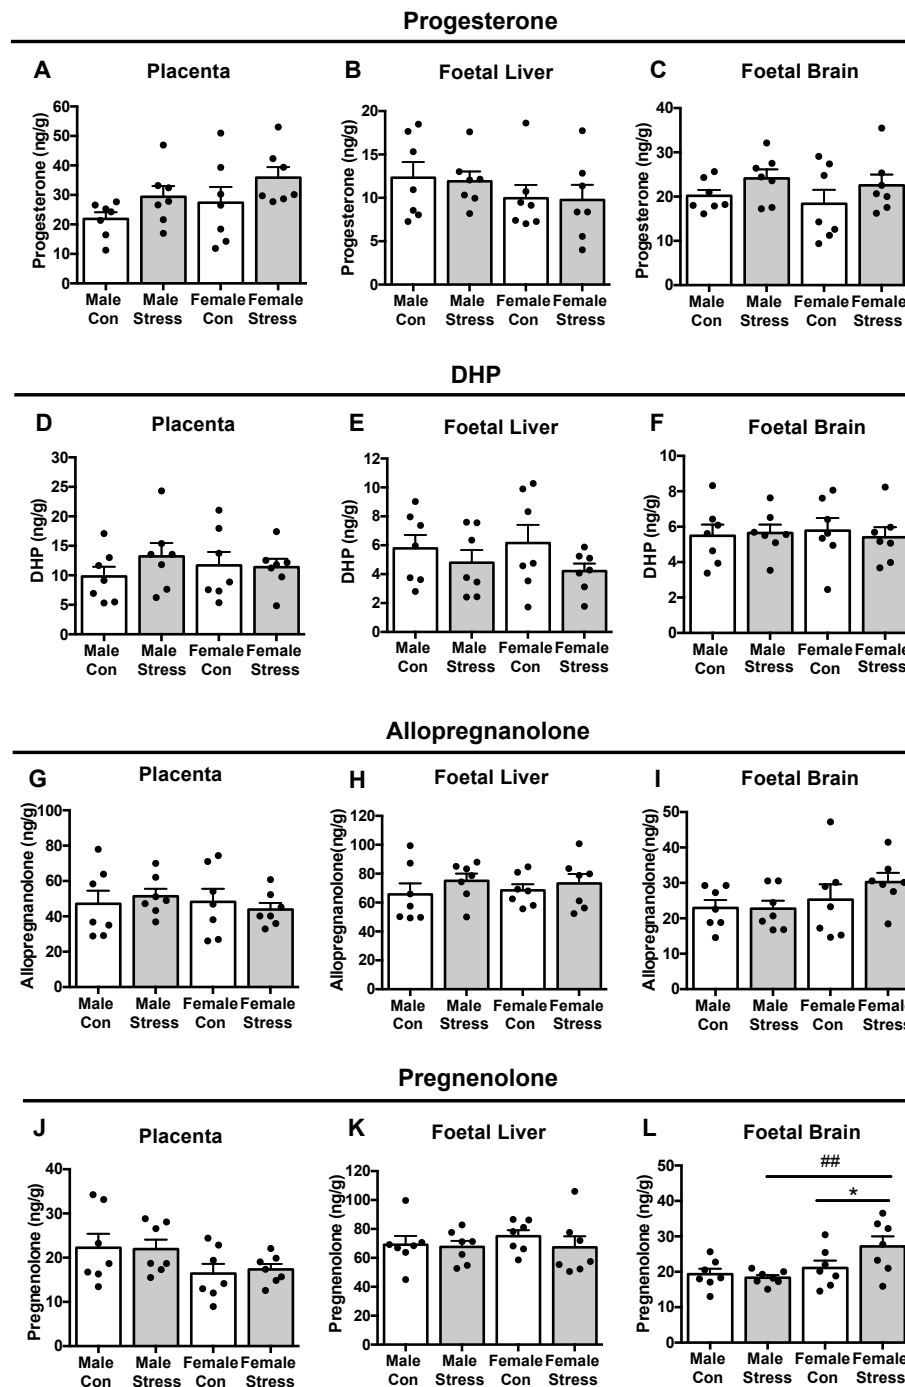 Progesterone
A Placenta
Progesterone (ng/g)
60
50
40
30
20
10
0
Male Con
Male Stress
Female Con
Female Stress
B Foetal Liver
Progesterone (ng/g)
20
15
10
5
0
Male Con
Male Stress
Female Con
Female Stress
C Foetal Brain
Progesterone (ng/g)
40
30
20
10
0
Male Con
Male Stress
Female Con
Female Stress
DHP
D Placenta
DHP (ng/g)
30
25
20
15
10
5
0
Male Con
Male Stress
Female Con
Female Stress
E Foetal Liver
DHP (ng/g)
12
10
8
6
4
2
0
Male Con
Male Stress
Female Con
Female Stress
F Foetal Brain
DHP (ng/g)
10
8
6
4
2
0
Male Con
Male Stress
Female Con
Female Stress
Allopregnanolone
G Placenta
Allopregnanolone (ng/g)
100
80
60
40
20
0
Male Con
Male Stress
Female Con
Female Stress
H Foetal Liver
Allopregnanolone(ng/g)
120
100
80
60
40
20
0
Male Con
Male Stress
Female Con
Female Stress
I Foetal Brain
Allopregnanolone(ng/g)
50
40
30
20
10
0
Male Con
Male Stress
Female Con
Female Stress
Pregnenolone
J Placenta
Pregnenolone (ng/g)
40
30
20
10
0
Male Con
Male Stress
Female Con
Female Stress
K Foetal Liver
Pregnenolone (ng/g)
120
100
80
60
40
20
0
Male Con
Male Stress
Female Con
Female Stress
L Foetal Brain
Pregnenolone (ng/g)
50
40
30
20
10
0
##
*
Male Con
Male Stress
Female Con
Female Stress